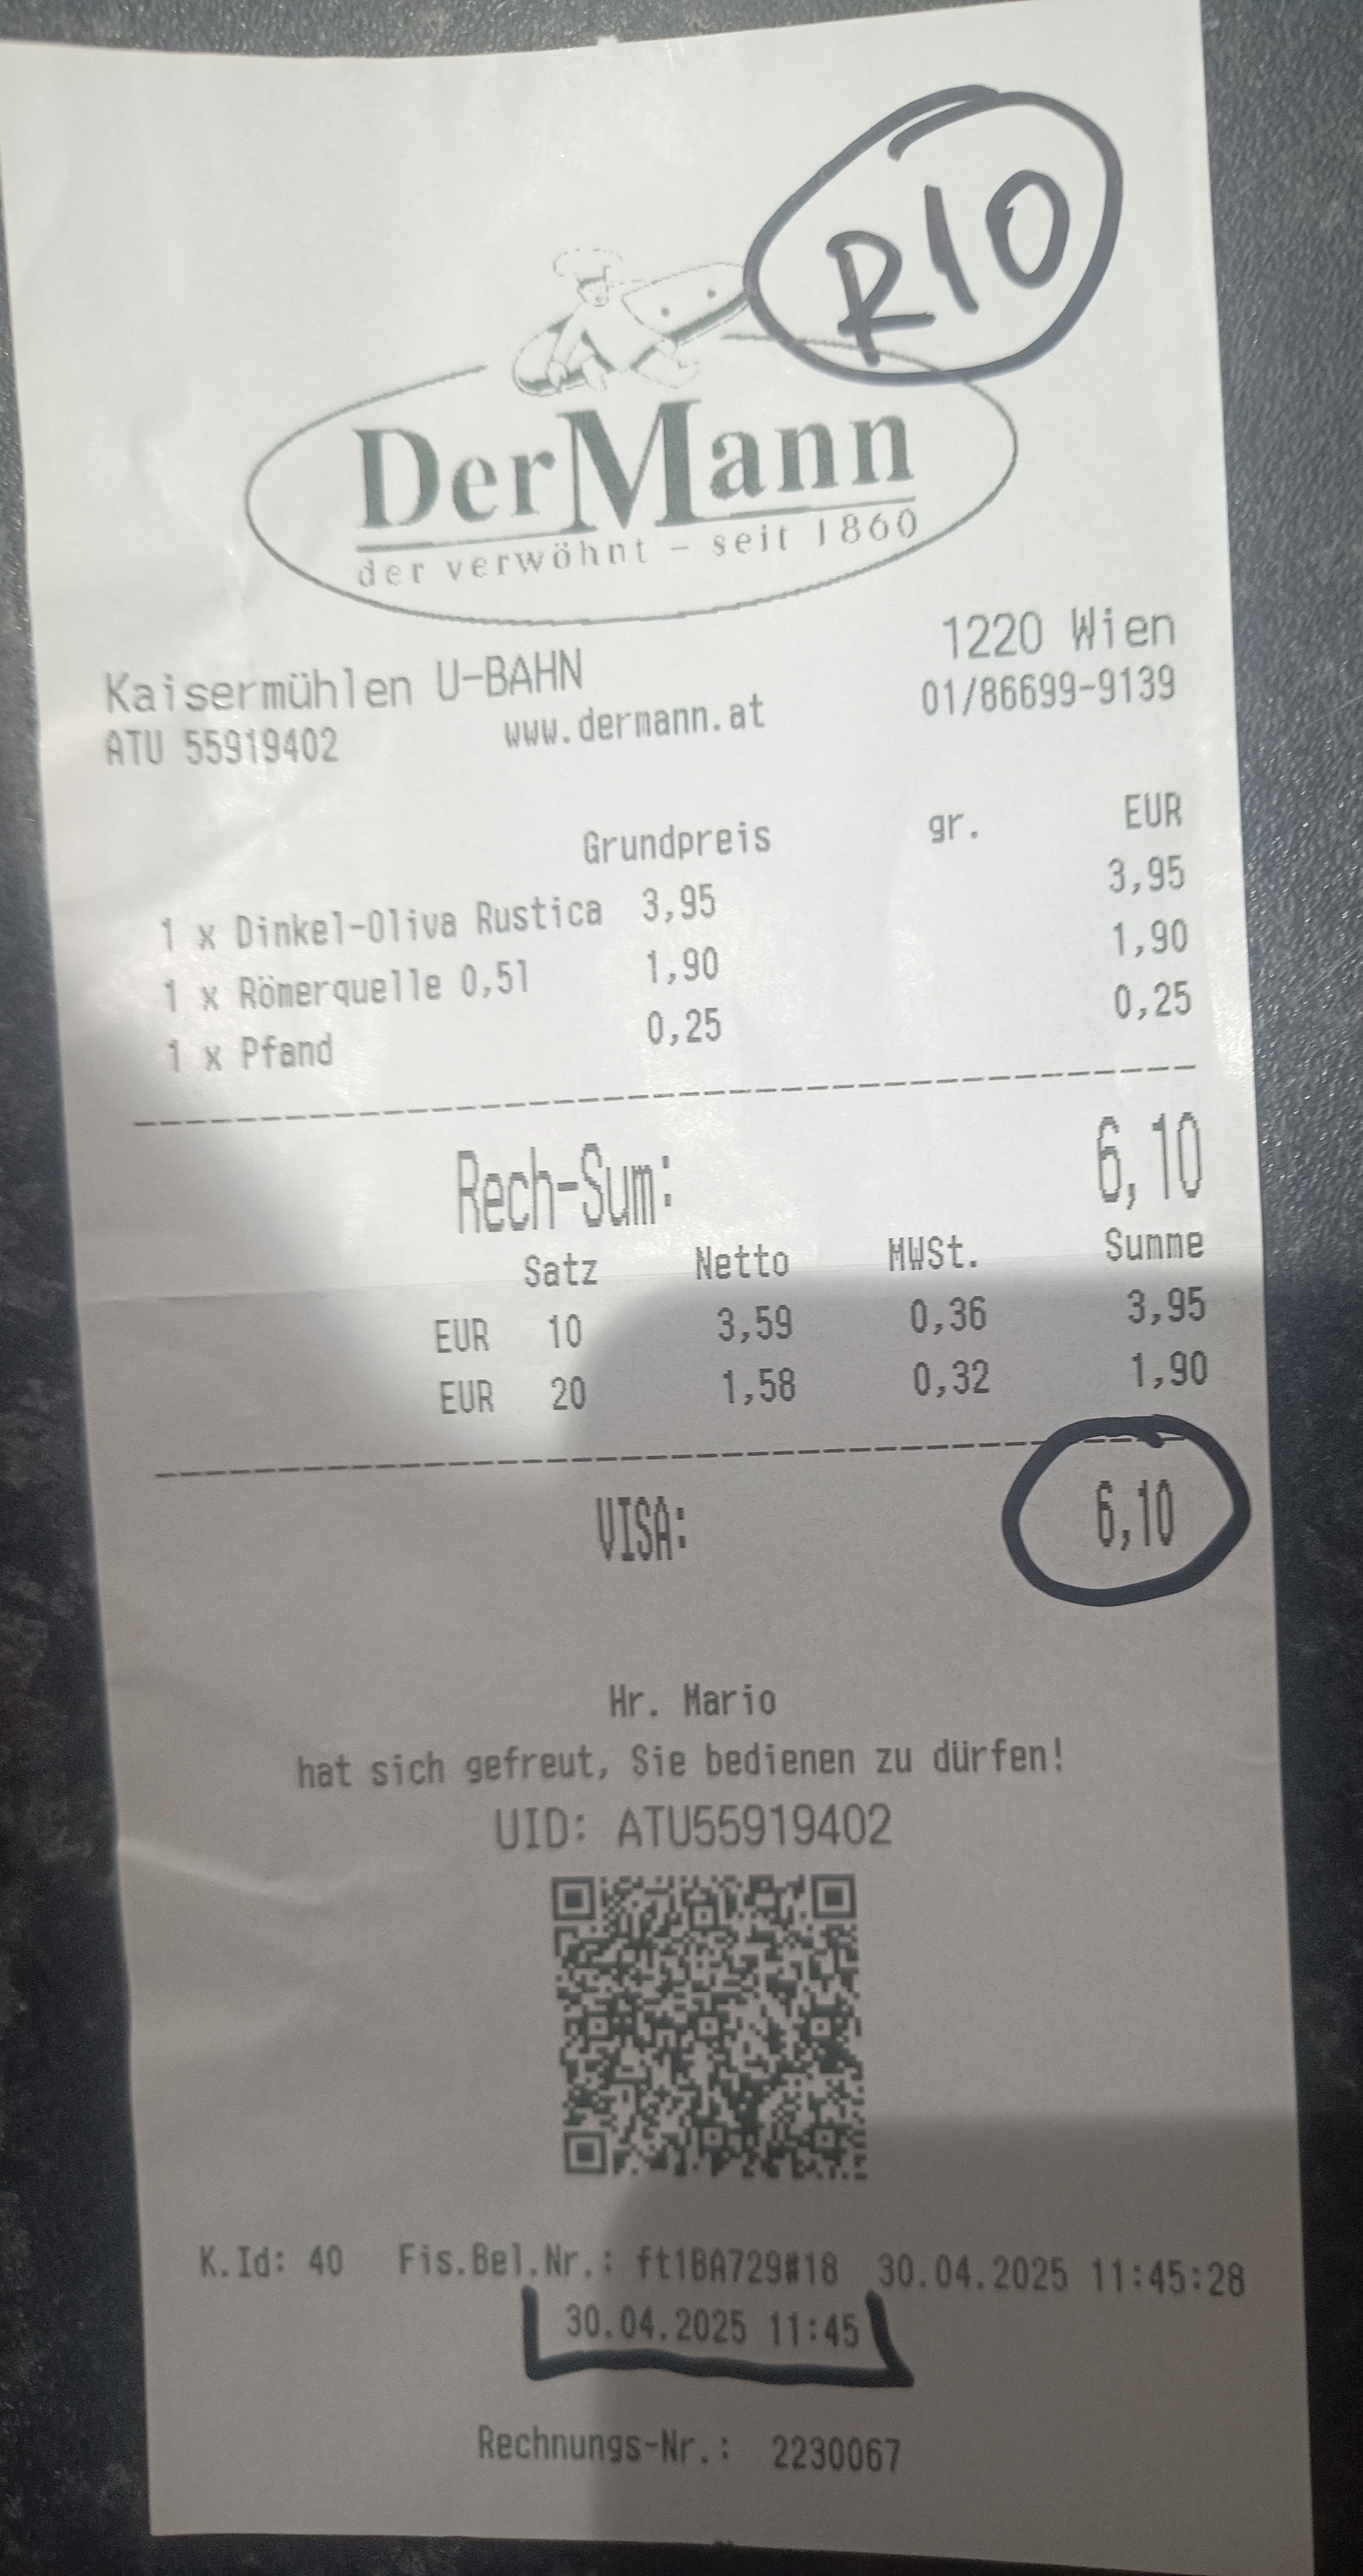 R10
DerMann
der verwöhnt - seit 1860
Kaisermühlen U-BAHN 1220 Wien
ATU 55919402 www.dermann.at 01/86699-9139
Grundpreis gr. EUR
1 x Dinkel-Oliva Rustica 3,95 3,95
1 x Römerquelle 0,5l 1,90 1,90
1 x Pfand 0,25 0,25
Rech-Sum: 6,10
Satz Netto MWSt. Summe
EUR 10 3,59 0,36 3,95
EUR 20 1,58 0,32 1,90
VISA: 6,10
Hr. Mario
hat sich gefreut, Sie bedienen zu dürfen!
UID: ATU55919402
K.Id: 40 Fis.Bel.Nr.: ft1BA729#18 30.04.2025 11:45:28
30.04.2025 11:45
Rechnungs-Nr.: 2230067